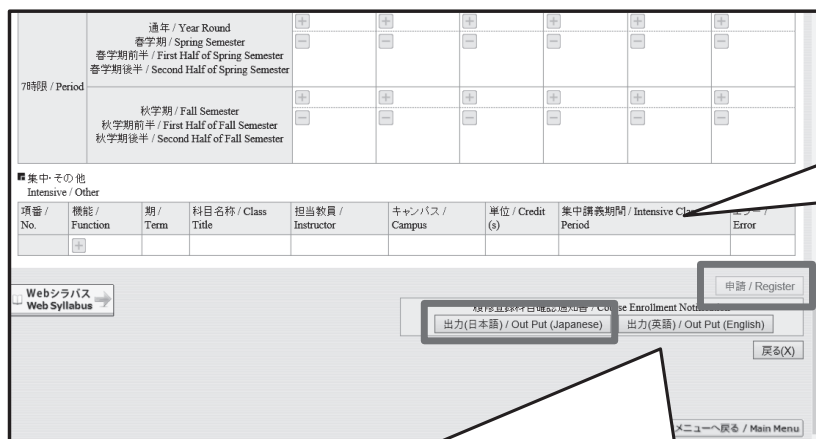 通年 / Year Round
春学期 / Spring Semester
春学期前半 / First Half of Spring Semester
春学期後半 / Second Half of Spring Semester
7時限 / Period
秋学期 / Fall Semester
秋学期前半 / First Half of Fall Semester
秋学期後半 / Second Half of Fall Semester
集中・その他
Intensive / Other
項番 / No.
機能 / Function
期 / Term
科目名称 / Class Title
担当教員 / Instructor
キャンパス / Campus
単位 / Credit (s)
集中講義期間 / Intensive Period
Error
Webシラバス
Web Syllabus
申請 / Register
履修登録科目確認通知書 / Course Enrollment
出力(日本語) / Out Put (Japanese)
出力(英語) / Out Put (English)
戻る(X)
メニューへ戻る / Main Menu